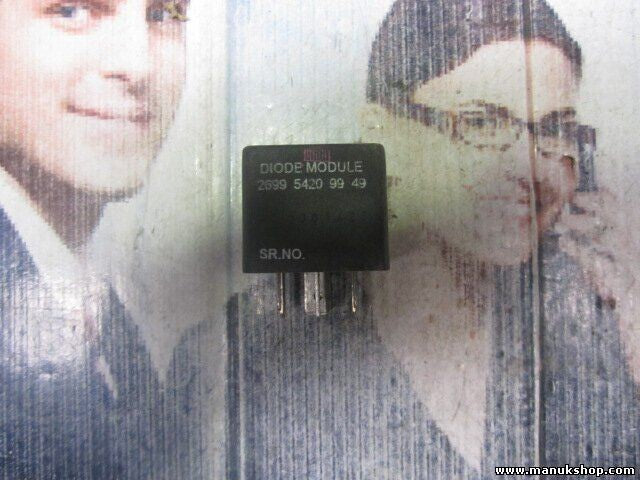 DIODE MODULE
2699 5420 99 49
SR.NO.
www.manukshop.com